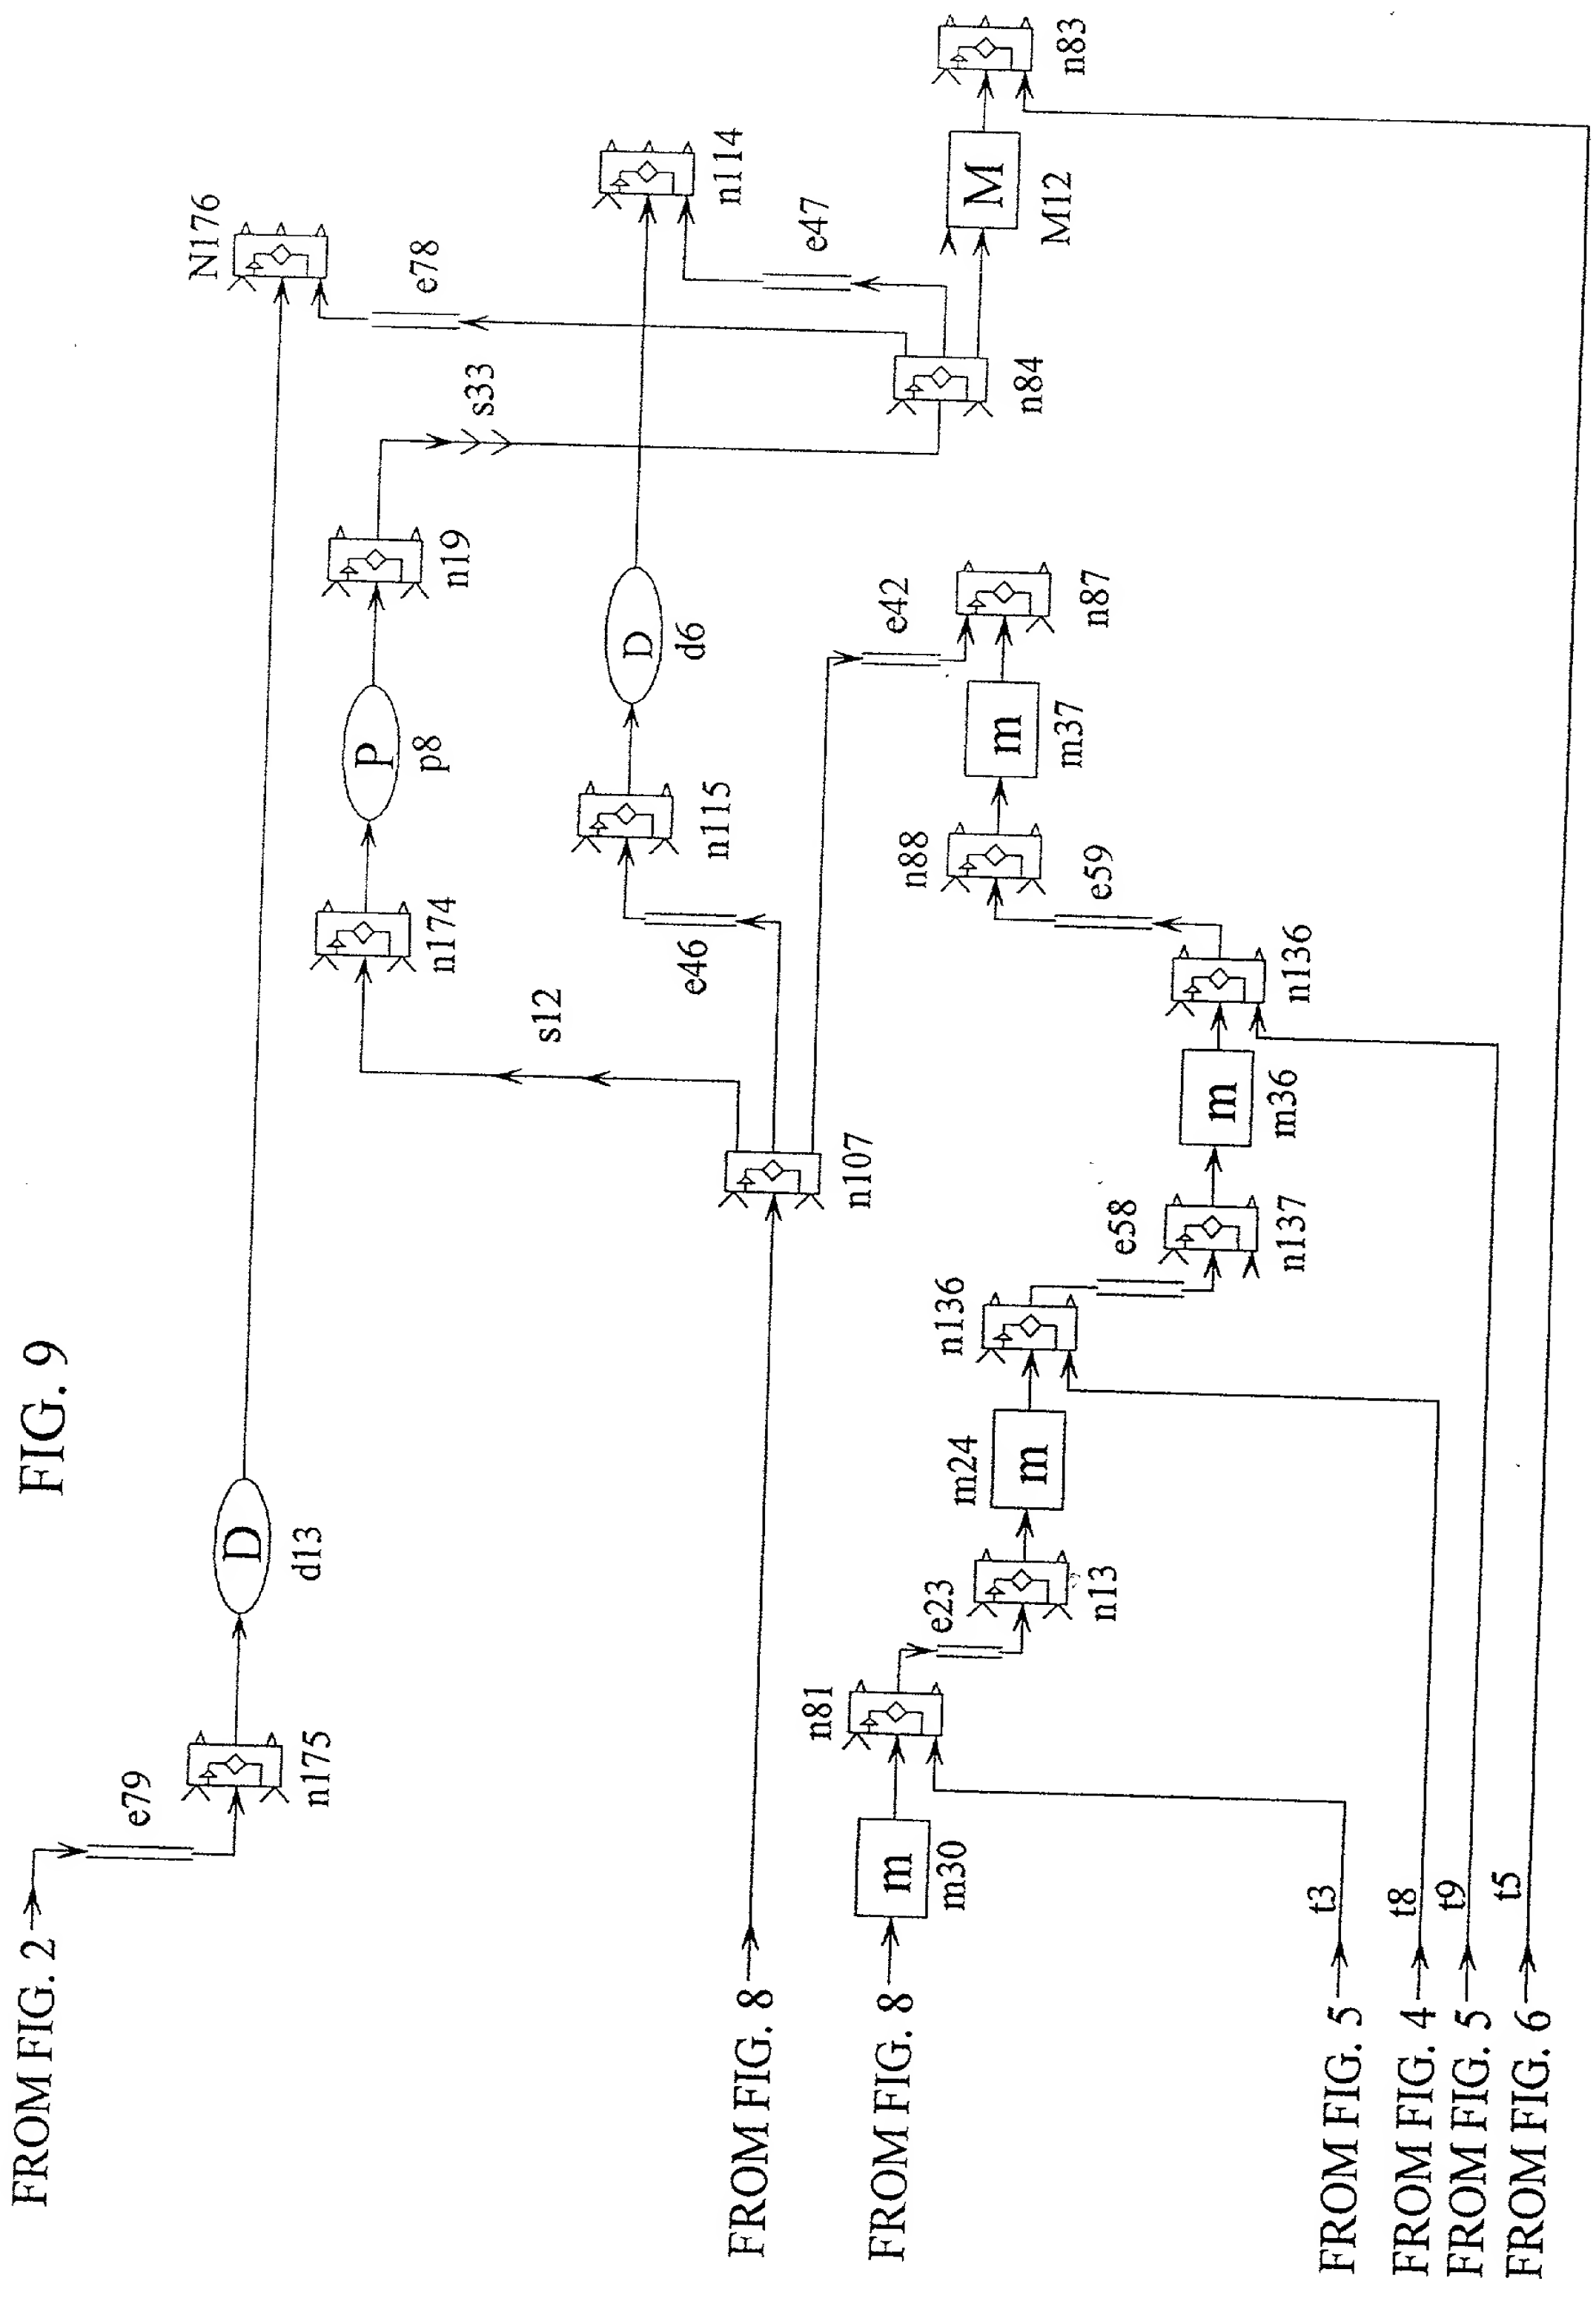 FIG. 9
FROM FIG. 2
e79
n175
D
d13
N176
e78
s33
n19
P
p8
n174
s12
n114
e47
D
d6
n115
e46
n107
FROM FIG. 8
n83
M
M12
n84
e42
n87
m
m37
n88
e59
n136
m
m36
e58
n137
n136
m24
m
e23
n13
n81
m
m30
FROM FIG. 8
t3
FROM FIG. 5
t8
FROM FIG. 4
t9
FROM FIG. 5
t5
FROM FIG. 6